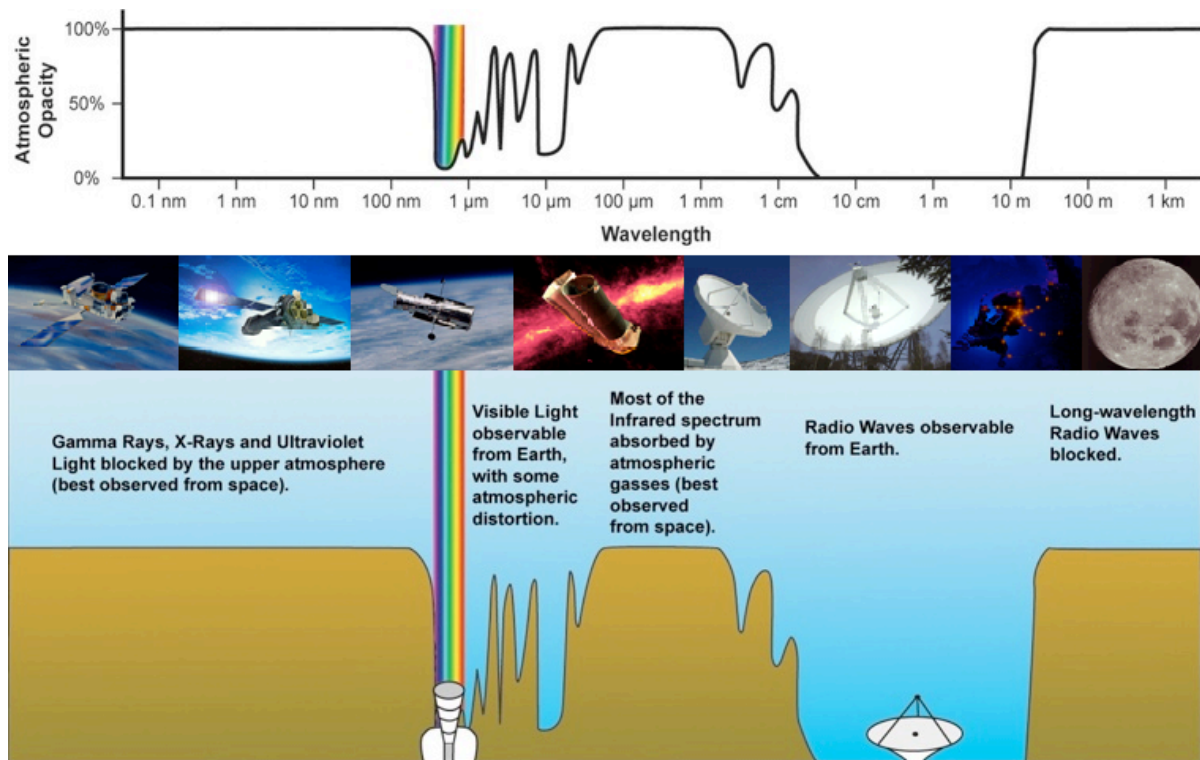 Atmospheric
Opacity
100%
50%
0%
0.1 nm
1 nm
10 nm
100 nm
1 µm
10 µm
100 µm
1 mm
1 cm
10 cm
1 m
10 m
100 m
1 km
Wavelength
Gamma Rays, X-Rays and Ultraviolet
Light blocked by the upper atmosphere
(best observed from space).
Visible Light
observable
from Earth,
with some
atmospheric
distortion.
Most of the
Infrared spectrum
absorbed by
atmospheric
gasses (best
observed
from space).
Radio Waves observable
from Earth.
Long-wavelength
Radio Waves
blocked.